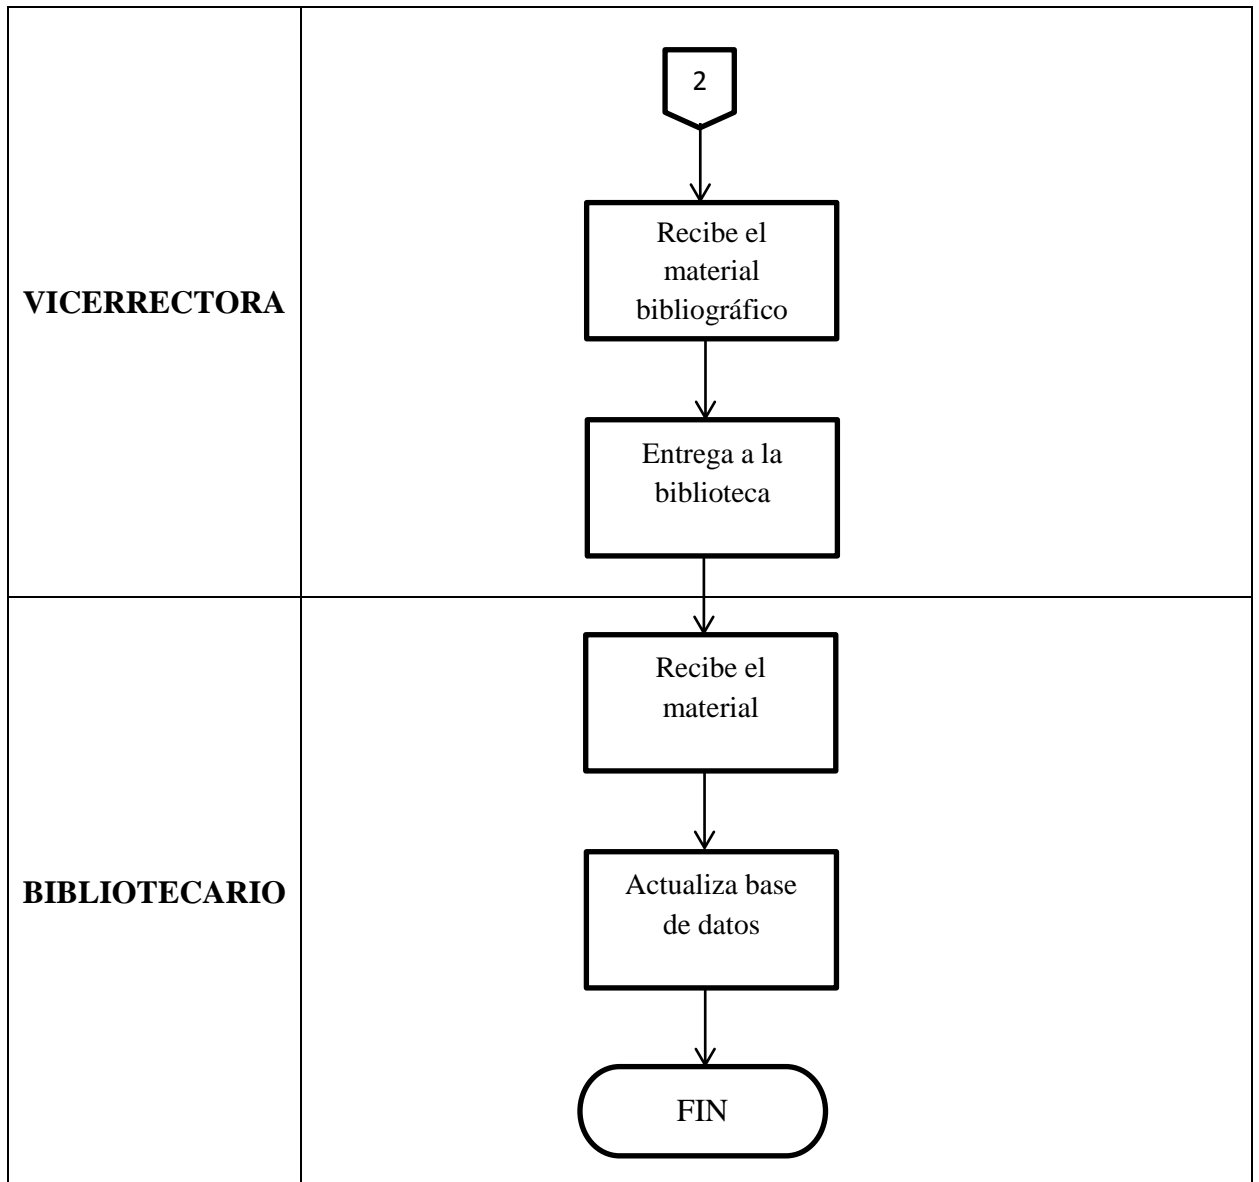 2
Recibe el
material
bibliográfico
VICERRECTORA
Entrega a la
biblioteca
Recibe el
material
Actualiza base
de datos
BIBLIOTECARIO
FIN